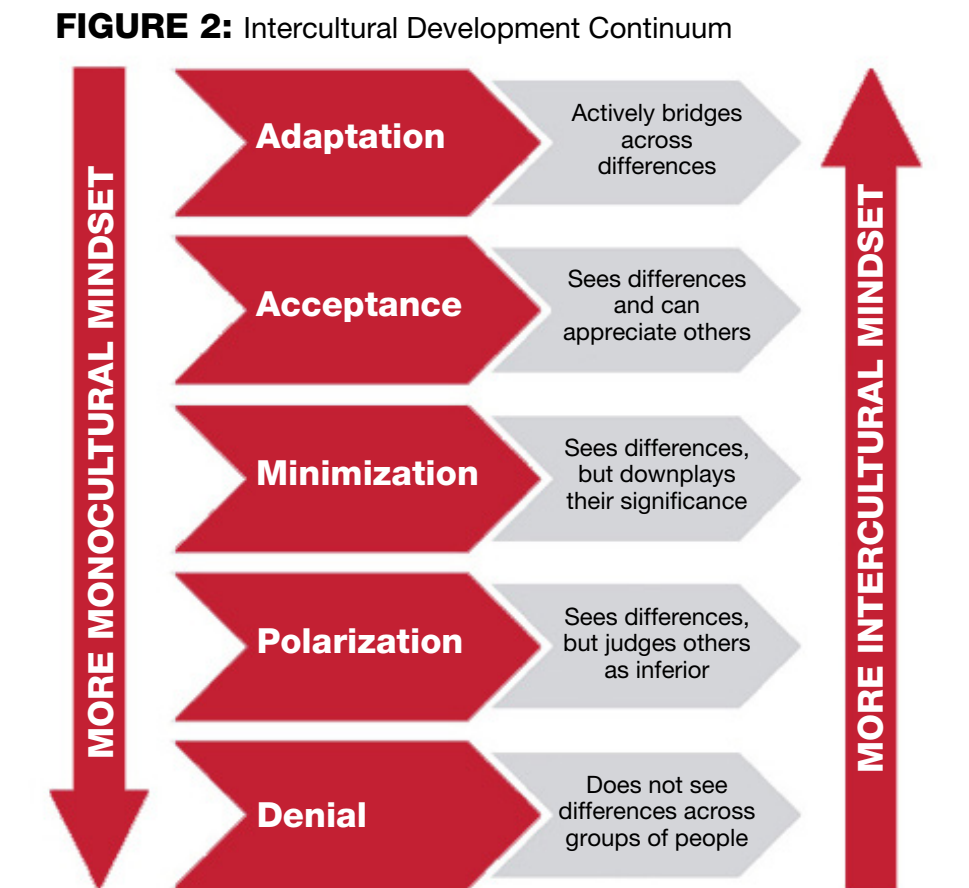 FIGURE 2: Intercultural Development Continuum
MORE MONOCULTURAL MINDSET
Adaptation
Actively bridges
across
differences
Acceptance
Sees differences
and can
appreciate others
Minimization
Sees differences,
but downplays
their significance
Polarization
Sees differences,
but judges others
as inferior
Denial
Does not see
differences across
groups of people
MORE INTERCULTURAL MINDSET